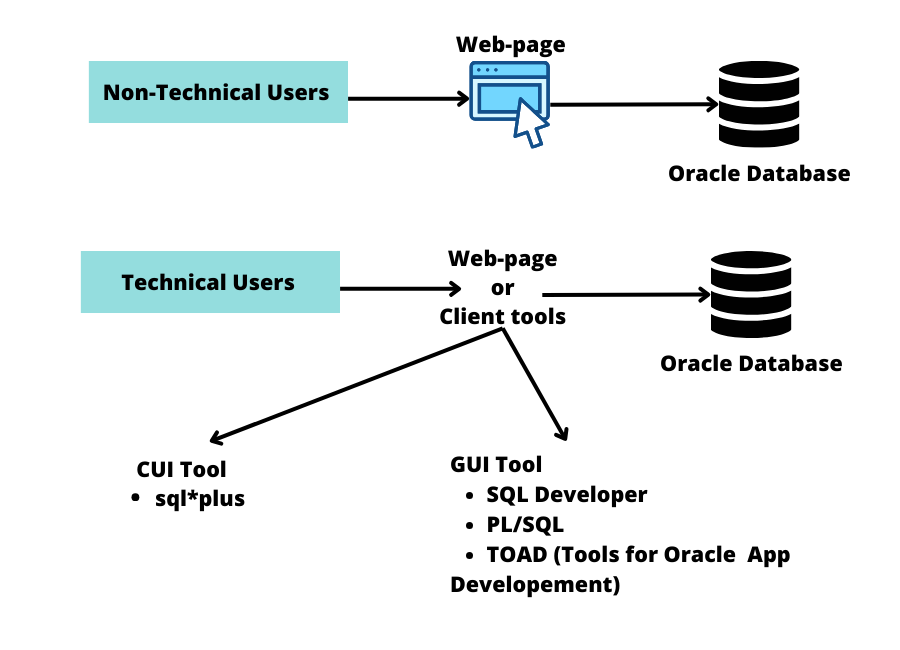 Web-page
Non-Technical Users
Oracle Database
Web-page
or
Client tools
Technical Users
Oracle Database
CUI Tool
• sql*plus
GUI Tool
• SQL Developer
• PL/SQL
• TOAD (Tools for Oracle App
Developement)